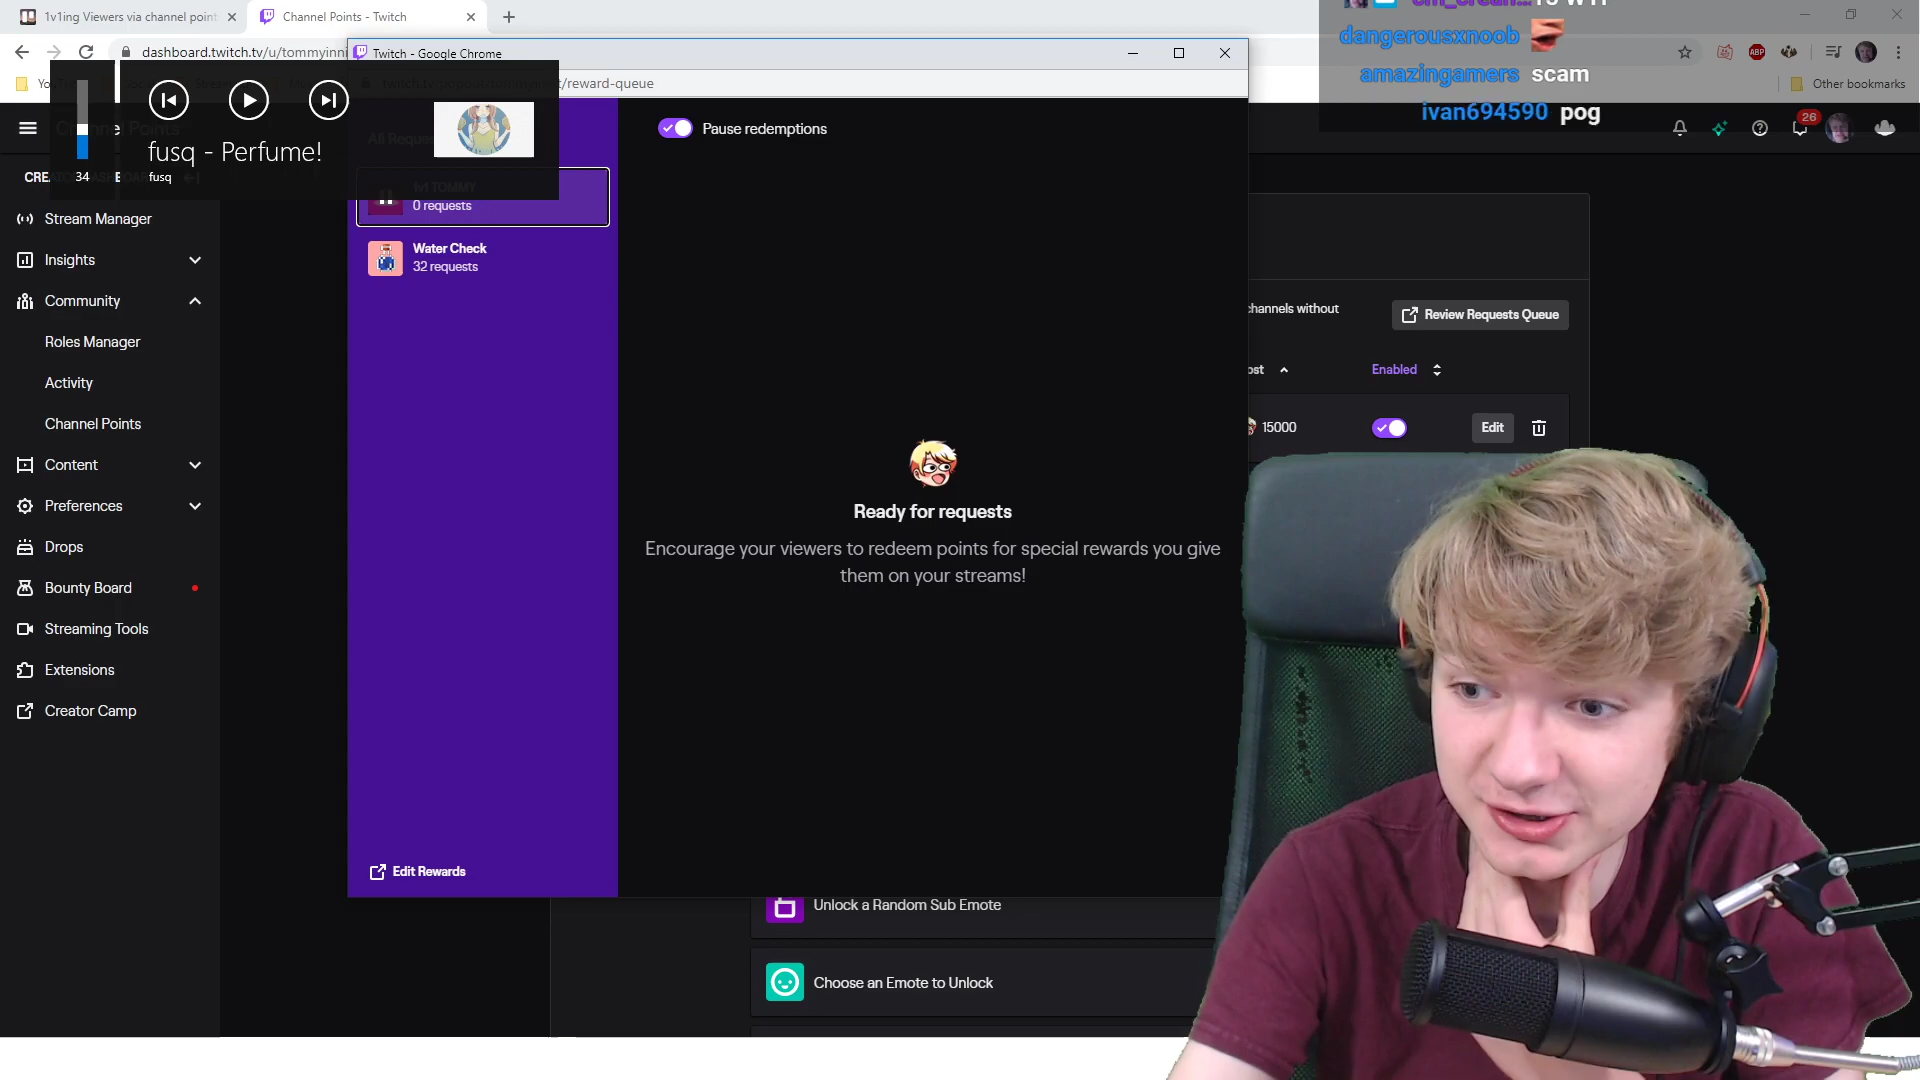 1v1ing Viewers via channel point
Channel Points - Twitch
dashboard.twitch.tv/u/tommyinni
Twitch - Google Chrome
/reward-queue
Other bookmarks
dangerousxnoob
amazingamers scam
ivan694590 pog
fusq - Perfume!
fusq
34
26
Stream Manager
Insights
Community
Roles Manager
Activity
Channel Points
Content
Preferences
Drops
Bounty Board
Streaming Tools
Extensions
Creator Camp
1v1 TOMMY
0 requests
Water Check
32 requests
Edit Rewards
Pause redemptions
Ready for requests
Encourage your viewers to redeem points for special rewards you give
them on your streams!
channels without
Review Requests Queue
Enabled
15000
Edit
Unlock a Random Sub Emote
Choose an Emote to Unlock